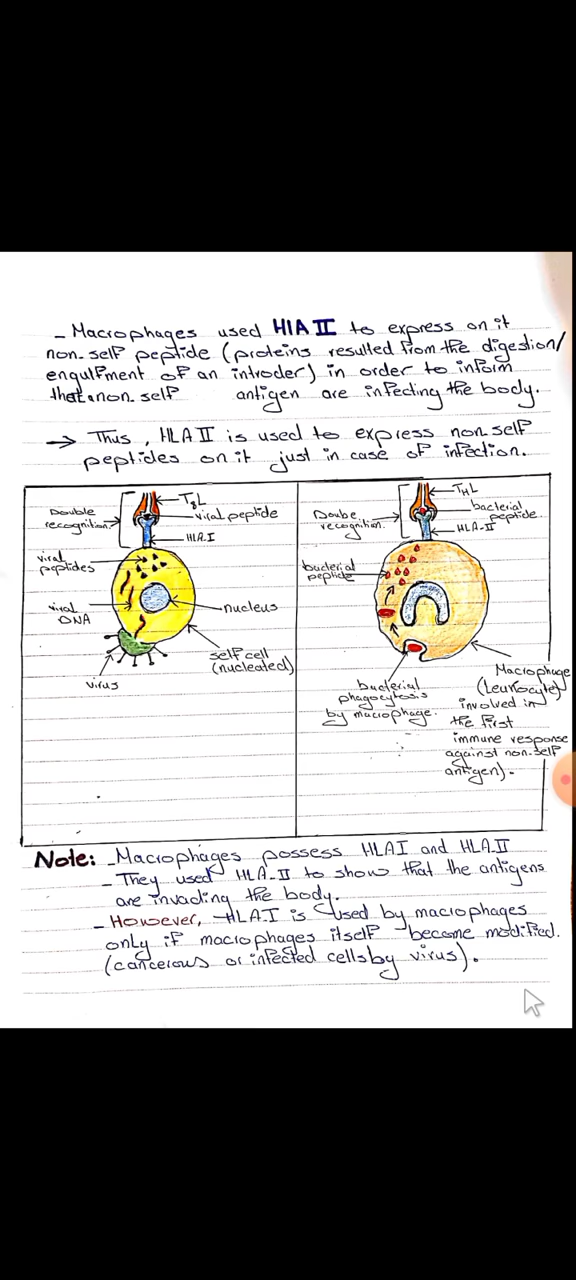 - Macrophages used HIA II to express on it
non-self peptide (proteins resulted from the digestion/
engulfment of an introder) in order to inform
that a non-self antigen are infecting the body.
→ Thus, HLA II is used to express non-self
peptides on it just in case of infection.
Double
recognition.
T8L
viral peptide
HLA.I
viral
peptides
viral
DNA
nucleus
self cell
(nucleated)
virus
Doube
recognition.
THL
bacterial
peptide
HLA-II
bacterial
peptide
bacterial
phagocytosis
by macrophage.
Macrophage
(Leukocyte)
involved in
the first
immune response
against non-self
antigen).
Note: - Macrophages possess HLAI and HLA.II
- They used HLA-II to show that the antigens
are invading the body.
- However, HLA.I is used by macrophages
only if macrophages itself become modified.
(cancerous or infected cells by virus).